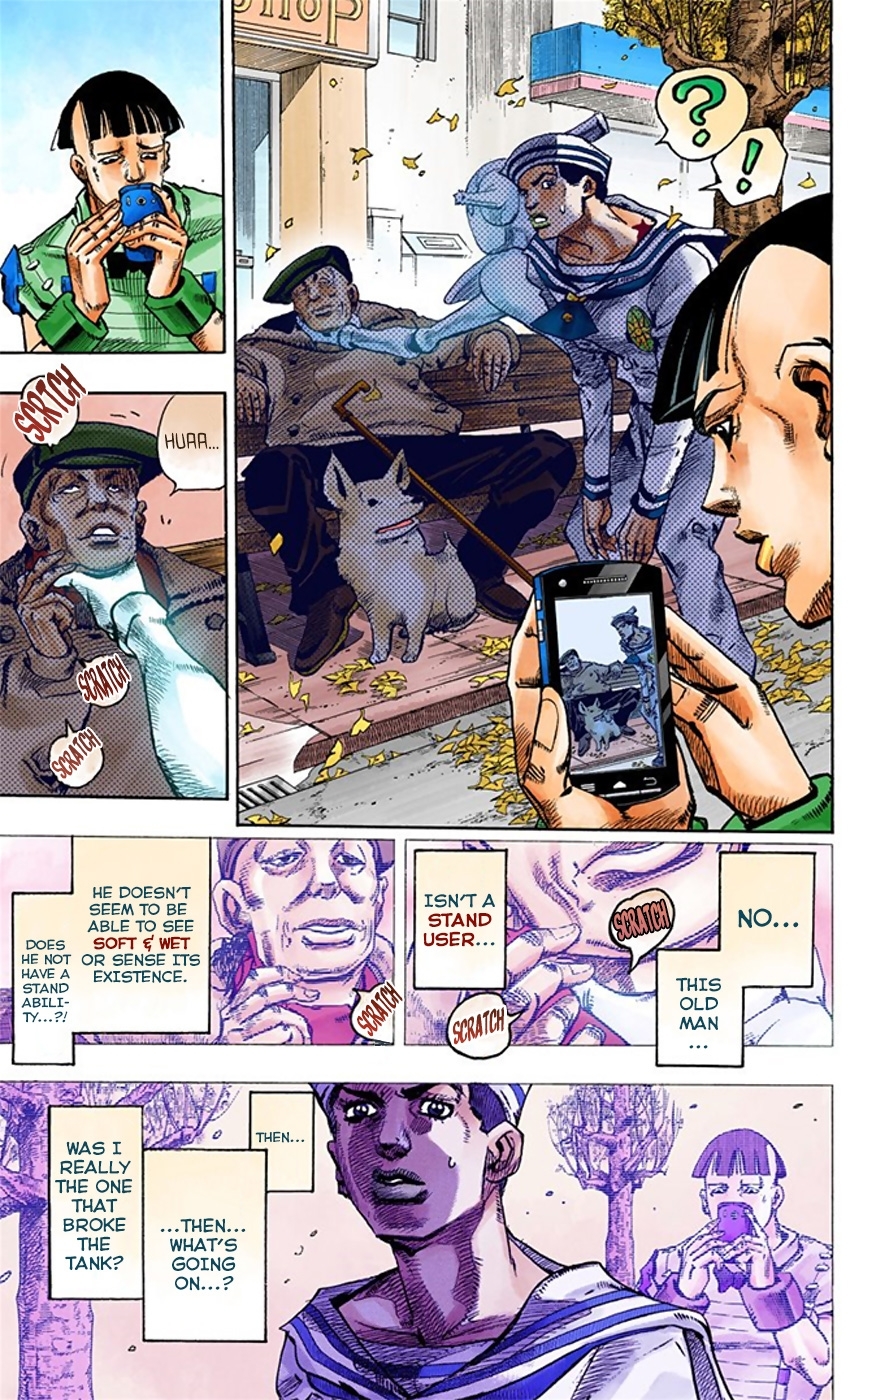 SHOP
?
!
SCRTCH
HURR...
SCRATCH
SCRATCH
NO...
THIS
OLD
MAN
...
SCRATCH
ISN'T A
STAND
USER...
SCRATCH
HE DOESN'T
SEEM TO BE
ABLE TO SEE
SOFT & WET
OR SENSE ITS
EXISTENCE.
SCRATCH
DOES
HE NOT
HAVE A
STAND
ABILI-
TY...?!
THEN...
...THEN...
WHAT'S
GOING
ON...?
WAS I
REALLY
THE ONE
THAT
BROKE
THE
TANK?